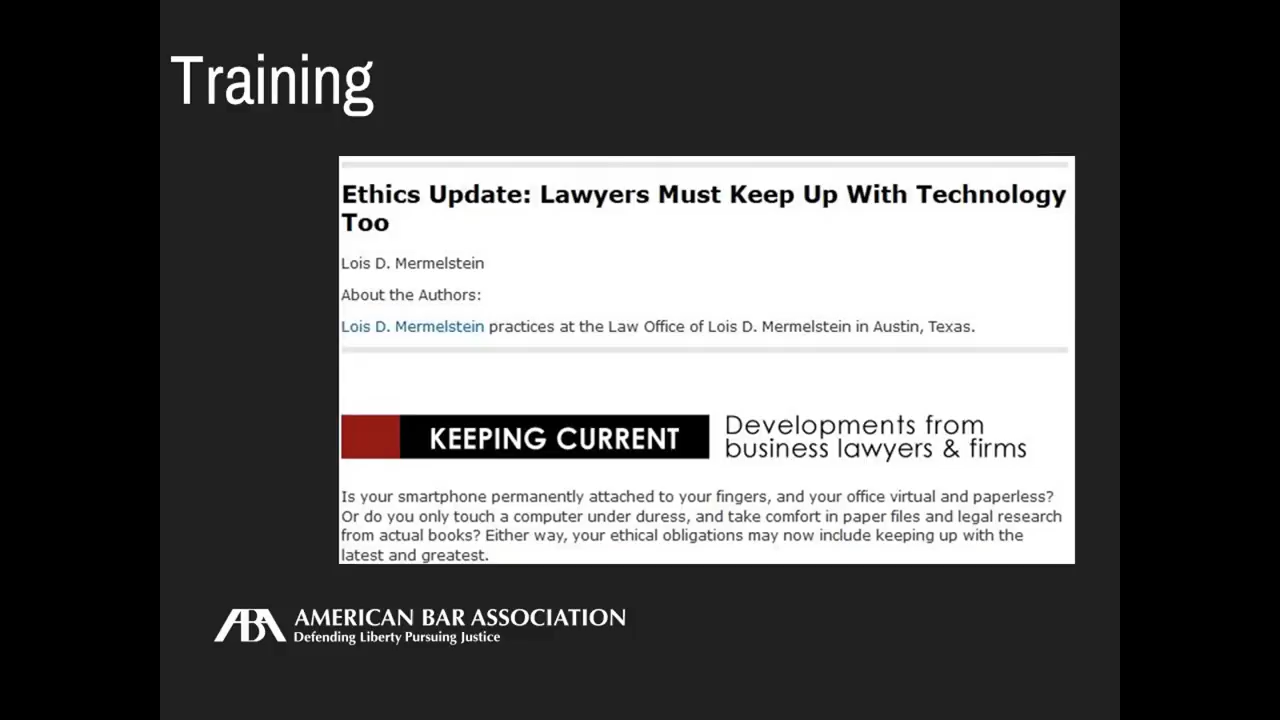 Training
Ethics Update: Lawyers Must Keep Up With Technology
Too
Lois D. Mermelstein
About the Authors:
Lois D. Mermelstein practices at the Law Office of Lois D. Mermelstein in Austin, Texas.
KEEPING CURRENT
Developments from
business lawyers & firms
Is your smartphone permanently attached to your fingers, and your office virtual and paperless?
Or do you only touch a computer under duress, and take comfort in paper files and legal research
from actual books? Either way, your ethical obligations may now include keeping up with the
latest and greatest.
ABA
AMERICAN BAR ASSOCIATION
Defending Liberty Pursuing Justice